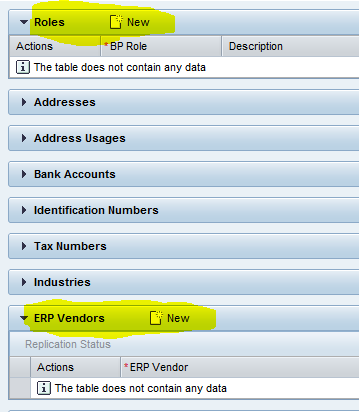 Roles New
Actions *BP Role Description
The table does not contain any data
Addresses
Address Usages
Bank Accounts
Identification Numbers
Tax Numbers
Industries
ERP Vendors New
Replication Status
Actions *ERP Vendor
The table does not contain any data